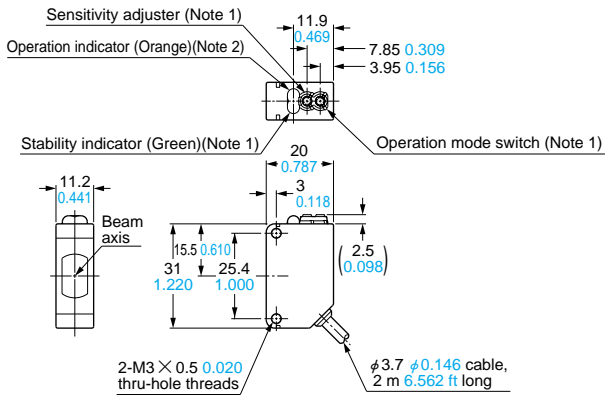 Sensitivity adjuster (Note 1)
11.9
0.469
Operation indicator (Orange)(Note 2)
7.85 0.309
3.95 0.156
Stability indicator (Green)(Note 1)
Operation mode switch (Note 1)
20
0.787
11.2
0.441
3
0.118
Beam
axis
15.5 0.610
2.5
0.098
31
1.220
25.4
1.000
2-M3 × 0.5 0.020
thru-hole threads
φ3.7 φ0.146 cable,
2 m 6.562 ft long